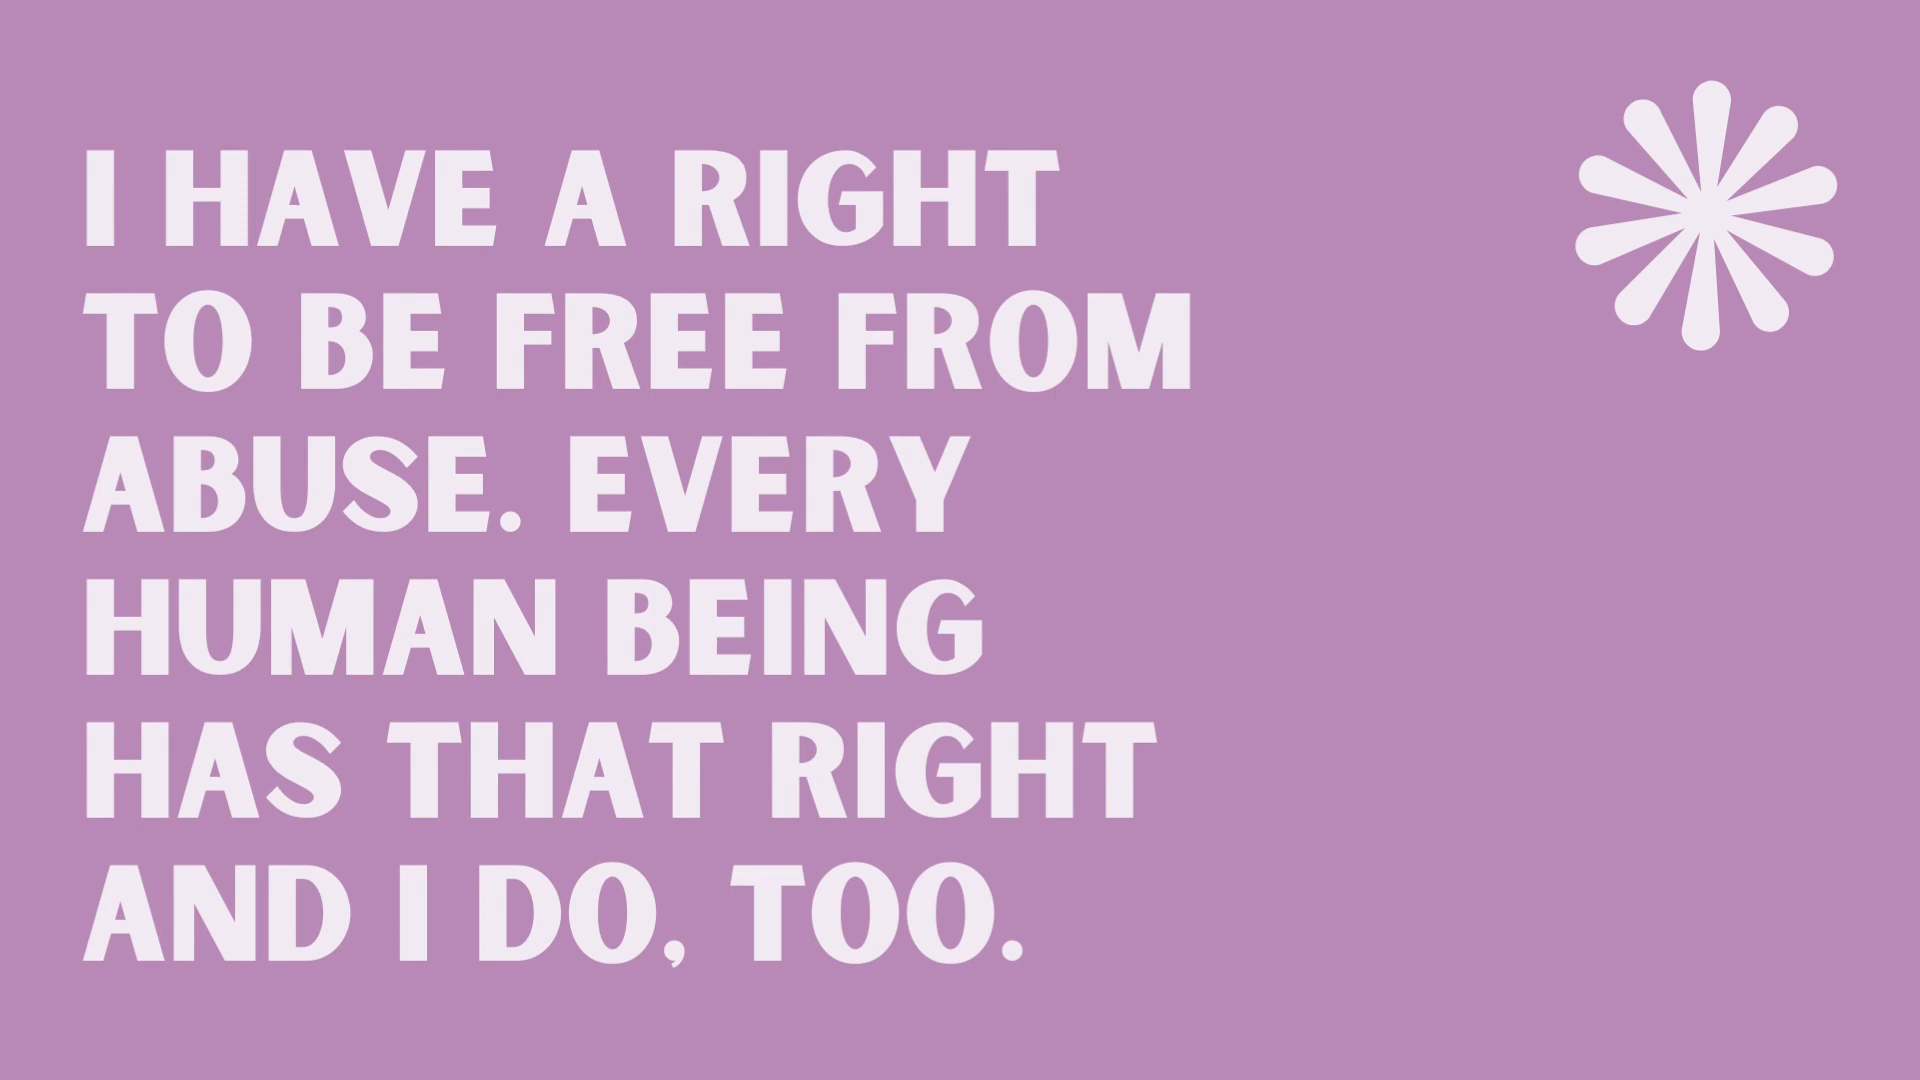 I HAVE A RIGHT
TO BE FREE FROM
ABUSE. EVERY
HUMAN BEING
HAS THAT RIGHT
AND I DO, TOO.